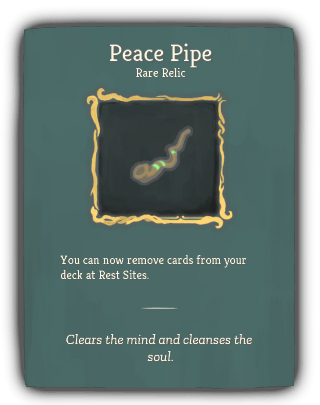 Peace Pipe
Rare Relic
You can now remove cards from your
deck at Rest Sites.
Clears the mind and cleanses the
soul.